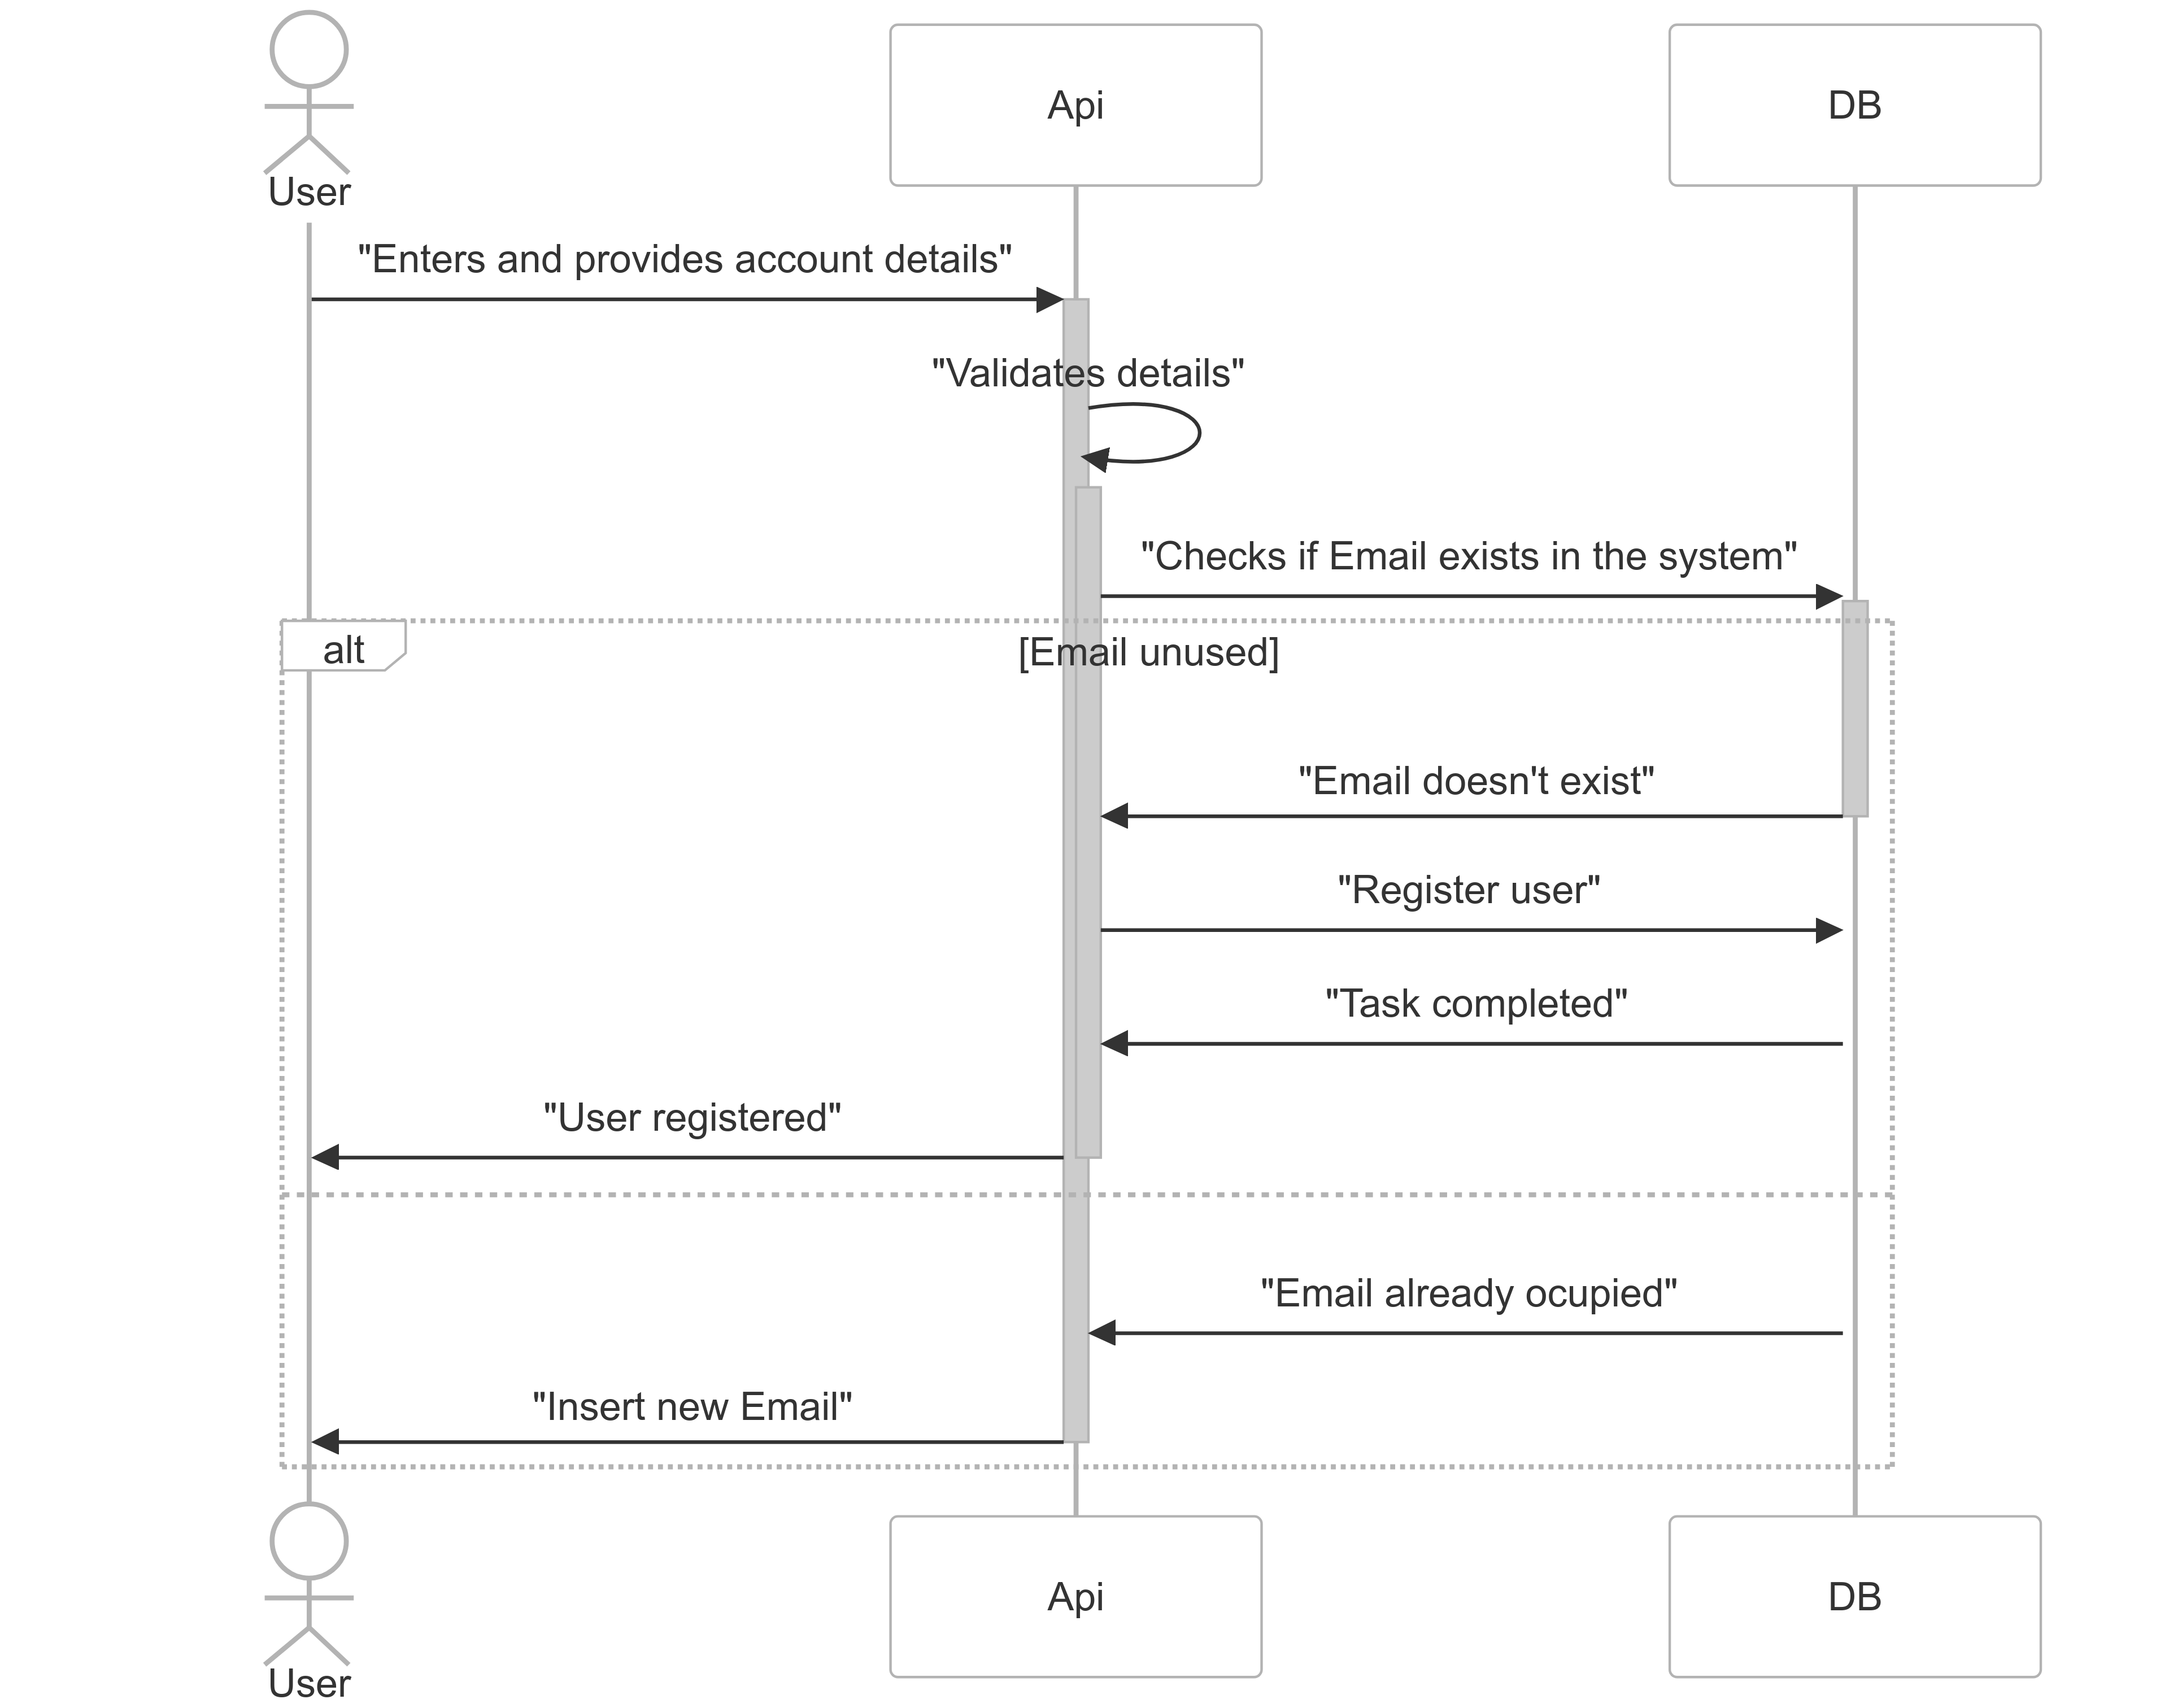 User
Api
DB
"Enters and provides account details"
"Validates details"
"Checks if Email exists in the system"
alt
[Email unused]
"Email doesn't exist"
"Register user"
"Task completed"
"User registered"
"Email already ocupied"
"Insert new Email"
User
Api
DB